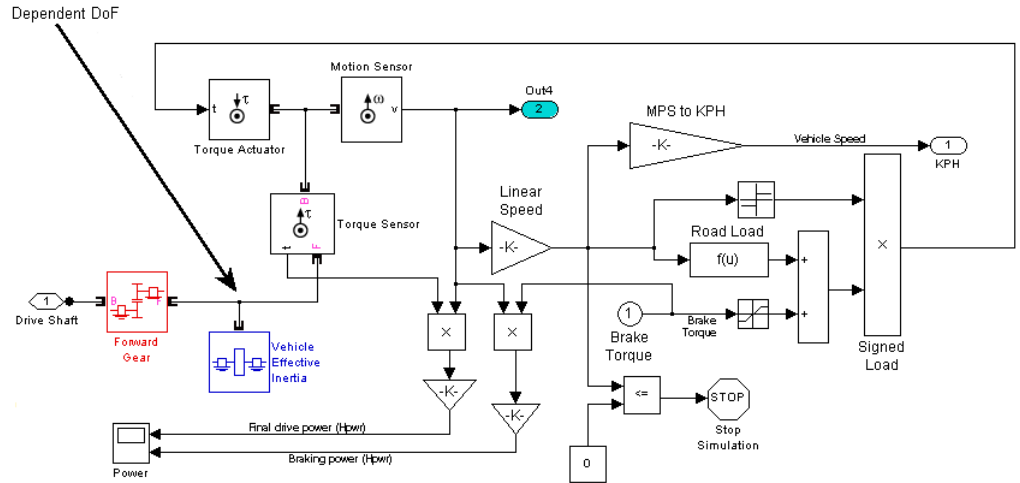 Dependent DoF
Motion Sensor
Out4
τ
ω
t
v
2
MPS to KPH
-K-
Vehicle Speed
1
KPH
Torque Actuator
B
τ
Torque Sensor
t
F
Linear
Speed
-K-
Road Load
f(u)
+
+
×
Signed
Load
1
Drive Shaft
B
F
Forward
Gear
Vehicle
Effective
Inertia
×
×
1
Brake
Torque
Brake
Torque
-K-
-K-
<=
STOP
Stop
Simulation
0
Final drive power (Hpwr)
Braking power (Hpwr)
Power